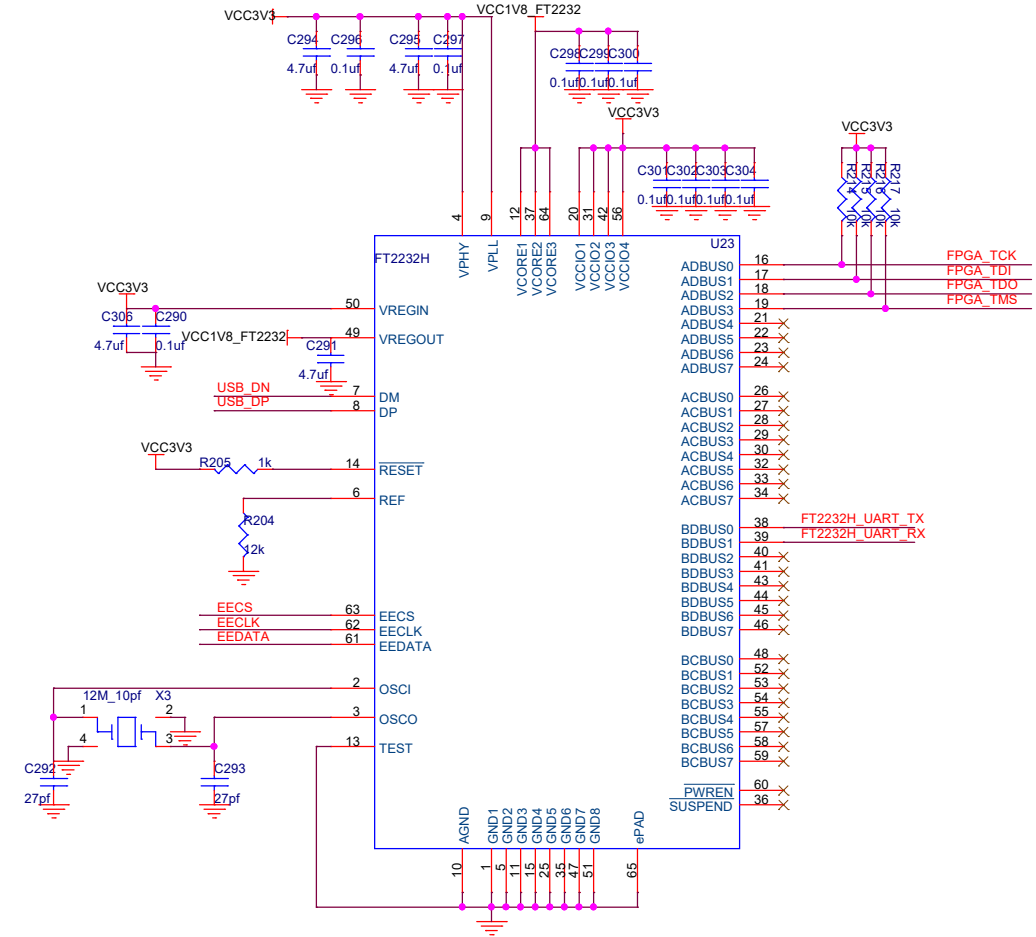 VCC3V3
VCC1V8_FT2232
C294
C296
C295
C297
4.7uf
0.1uf
4.7uf
0.1uf
C298
C299
C300
0.1uf
0.1uf
0.1uf
VCC3V3
C301
C302
C303
C304
0.1uf
0.1uf
0.1uf
0.1uf
VCC3V3
R214 10k
R215 10k
R216 10k
R217 10k
4
9
12
37
64
20
31
42
56
U23
FT2232H
VPHY
VPLL
VCORE1
VCORE2
VCORE3
VCCIO1
VCCIO2
VCCIO3
VCCIO4
ADBUS0 16 FPGA_TCK
ADBUS1 17 FPGA_TDI
ADBUS2 18 FPGA_TDO
ADBUS3 19 FPGA_TMS
ADBUS4 21
ADBUS5 22
ADBUS6 23
ADBUS7 24
VCC3V3
C306
C290
4.7uf
0.1uf
50 VREGIN
VCC1V8_FT2232
49 VREGOUT
C291
4.7uf
USB_DN 7 DM
USB_DP 8 DP
ACBUS0 26
ACBUS1 27
ACBUS2 28
ACBUS3 29
ACBUS4 30
ACBUS5 32
ACBUS6 33
ACBUS7 34
VCC3V3
R205 1k
14 RESET
6 REF
R204
12k
BDBUS0 38 FT2232H_UART_TX
BDBUS1 39 FT2232H_UART_RX
BDBUS2 40
BDBUS3 41
BDBUS4 43
BDBUS5 44
BDBUS6 45
BDBUS7 46
EECS 63 EECS
EECLK 62 EECLK
EEDATA 61 EEDATA
BCBUS0 48
BCBUS1 52
BCBUS2 53
BCBUS3 54
BCBUS4 55
BCBUS5 57
BCBUS6 58
BCBUS7 59
2 OSCI
12M_10pf X3
1
2
3 OSCO
4
3
13 TEST
C292
27pf
C293
27pf
PWREN 60
SUSPEND 36
AGND
GND1
GND2
GND3
GND4
GND5
GND6
GND7
GND8
ePAD
10
1
5
11
15
25
35
47
51
65